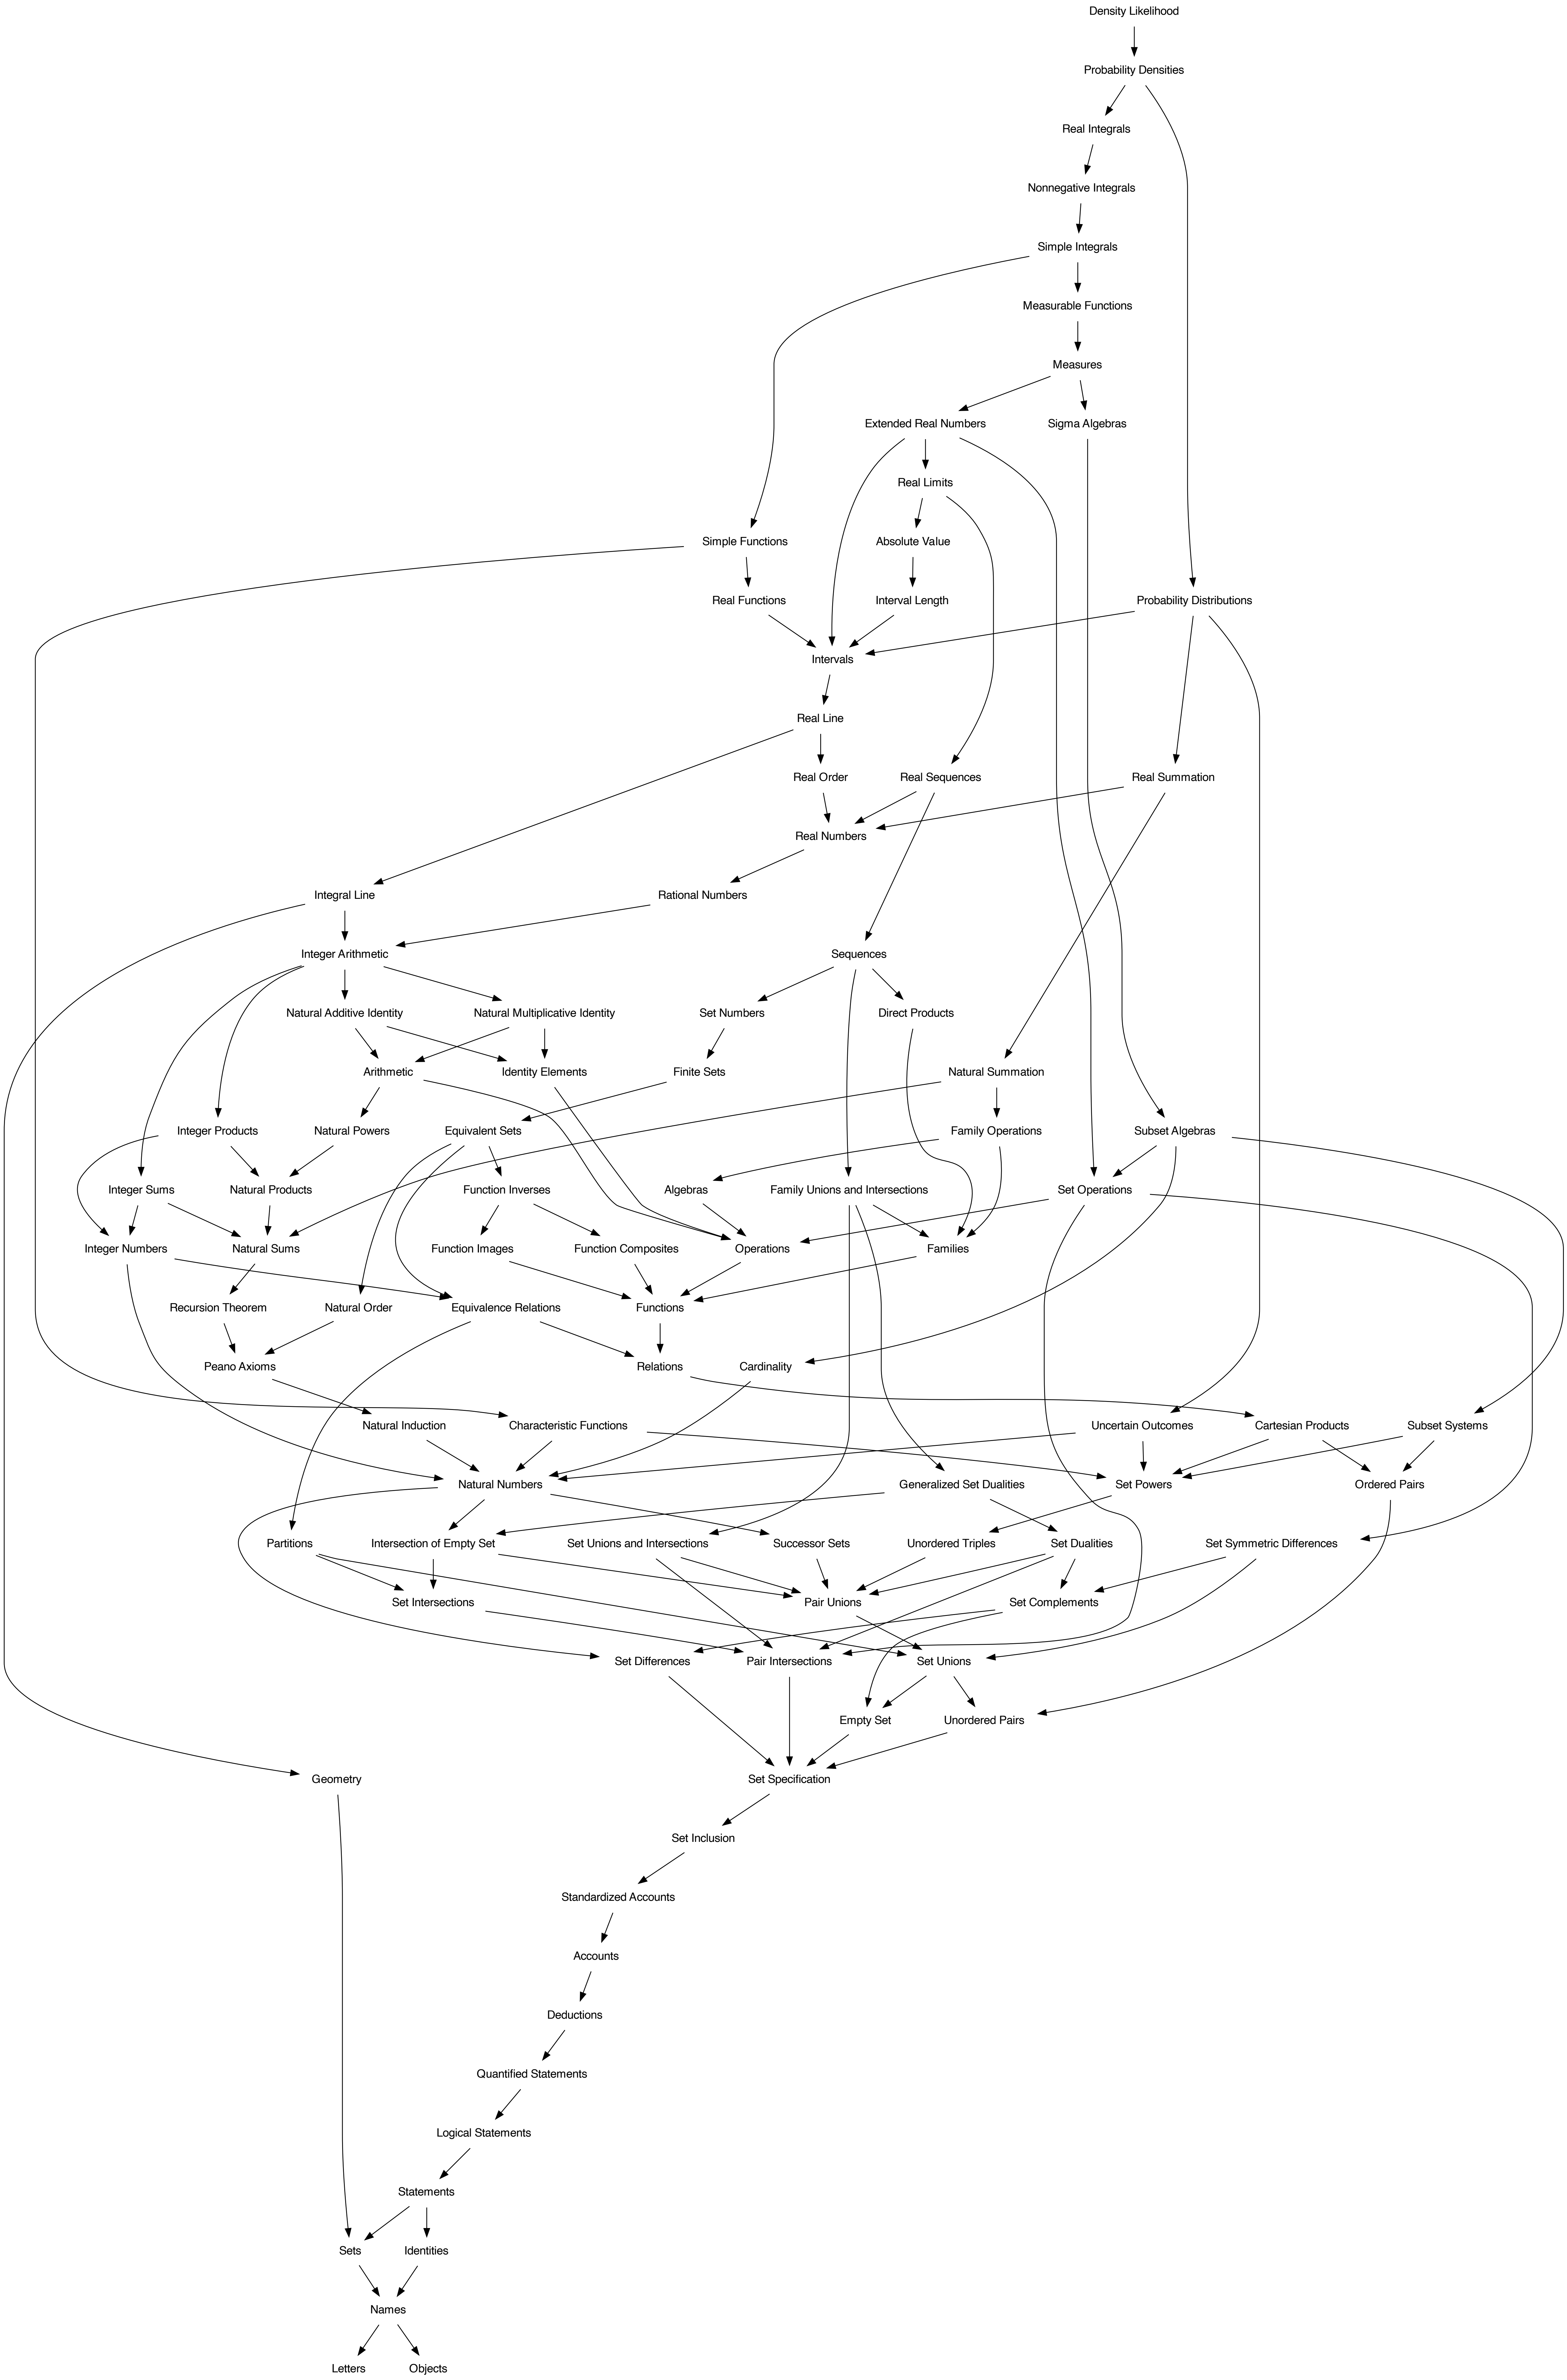 Density Likelihood
Probability Densities
Real Integrals
Nonnegative Integrals
Simple Integrals
Measurable Functions
Measures
Extended Real Numbers
Sigma Algebras
Real Limits
Simple Functions
Absolute Value
Real Functions
Interval Length
Probability Distributions
Intervals
Real Line
Real Order
Real Sequences
Real Summation
Real Numbers
Integral Line
Rational Numbers
Integer Arithmetic
Sequences
Natural Additive Identity
Natural Multiplicative Identity
Set Numbers
Direct Products
Arithmetic
Identity Elements
Finite Sets
Natural Summation
Integer Products
Natural Powers
Equivalent Sets
Family Operations
Subset Algebras
Integer Sums
Natural Products
Function Inverses
Algebras
Family Unions and Intersections
Set Operations
Integer Numbers
Natural Sums
Function Images
Function Composites
Operations
Families
Recursion Theorem
Natural Order
Equivalence Relations
Functions
Peano Axioms
Relations
Cardinality
Natural Induction
Characteristic Functions
Uncertain Outcomes
Cartesian Products
Subset Systems
Natural Numbers
Generalized Set Dualities
Set Powers
Ordered Pairs
Partitions
Intersection of Empty Set
Set Unions and Intersections
Successor Sets
Unordered Triples
Set Dualities
Set Symmetric Differences
Set Intersections
Pair Unions
Set Complements
Set Differences
Pair Intersections
Set Unions
Empty Set
Unordered Pairs
Geometry
Set Specification
Set Inclusion
Standardized Accounts
Accounts
Deductions
Quantified Statements
Logical Statements
Statements
Sets
Identities
Names
Letters
Objects